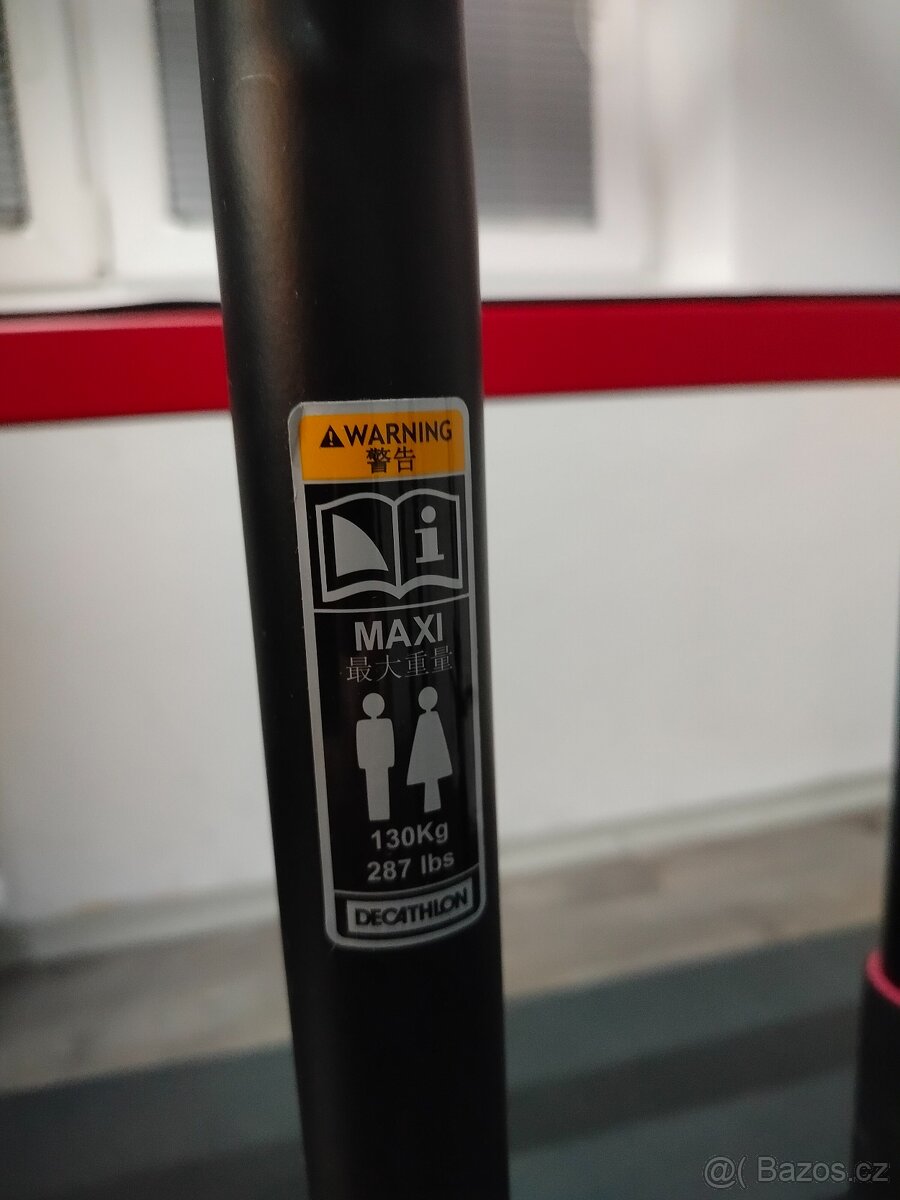 WARNING
警告
i
MAXI
最大重量
130Kg
287 lbs
DECATHLON
@( Bazos.cz